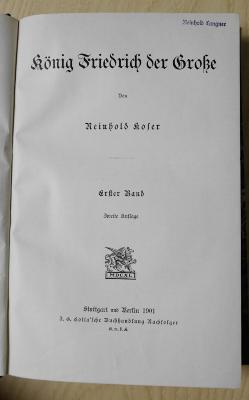 Reinhold Langner
König Friedrich der Große
Von
Reinhold Koser
Erster Band
Zweite Auflage
Stuttgart und Berlin 1901
J. G. Cotta'sche Buchhandlung Nachfolger
G. m. b. H.